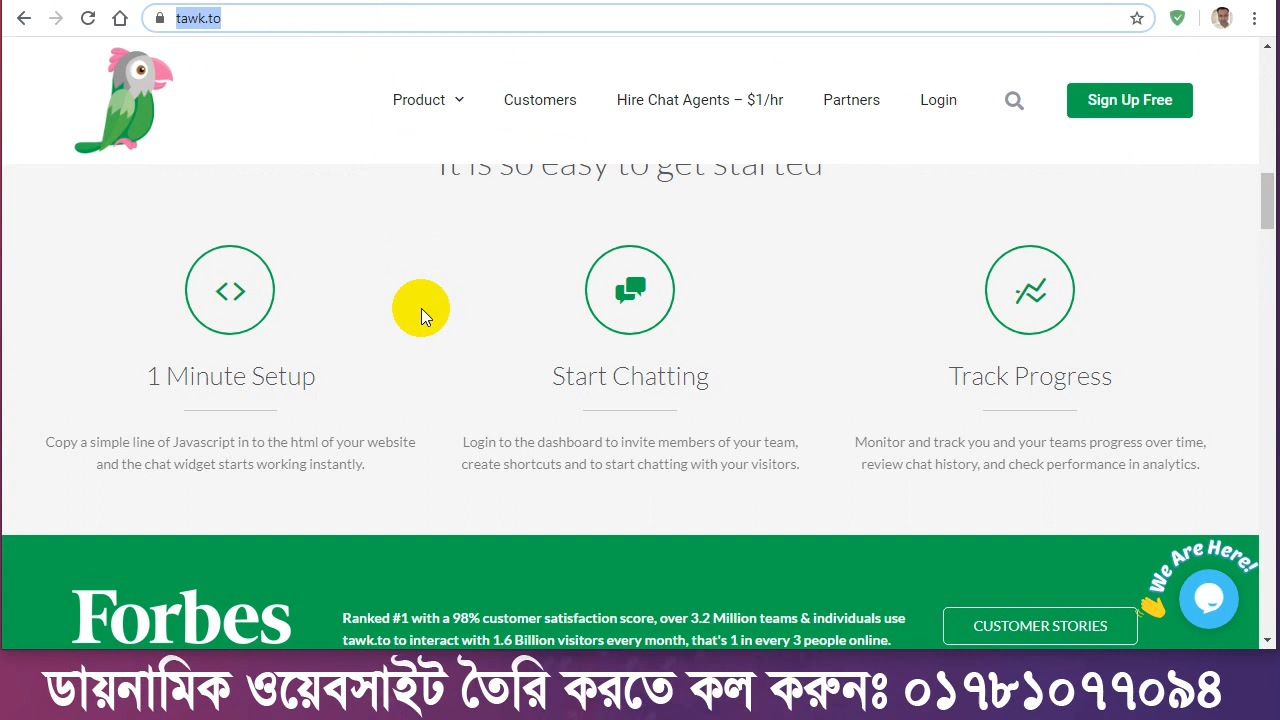 tawk.to
Product
Customers
Hire Chat Agents – $1/hr
Partners
Login
Sign Up Free
It is so easy to get started
1 Minute Setup
Start Chatting
Track Progress
Copy a simple line of Javascript in to the html of your website
and the chat widget starts working instantly.
Login to the dashboard to invite members of your team,
create shortcuts and to start chatting with your visitors.
Monitor and track you and your teams progress over time,
review chat history, and check performance in analytics.
We Are Here!
Forbes
Ranked #1 with a 98% customer satisfaction score, over 3.2 Million teams & individuals use
tawk.to to interact with 1.6 Billion visitors every month, that's 1 in every 3 people online.
CUSTOMER STORIES
ডায়নামিক ওয়েবসাইট তৈরি করতে কল করুনঃ ০১৭৮১০৭৭০৯৪